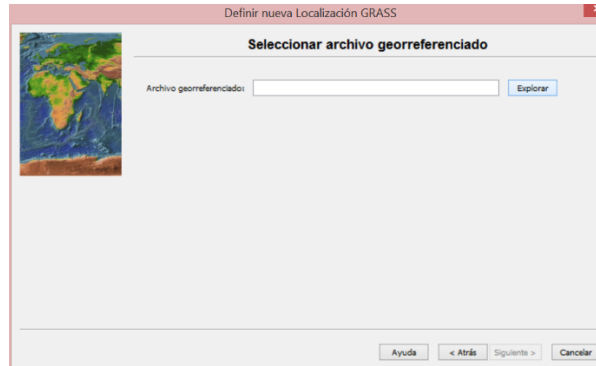 Definir nueva Localización GRASS
Seleccionar archivo georreferenciado
Archivo georreferenciado:
Explorar
Ayuda
< Atrás
Siguiente >
Cancelar